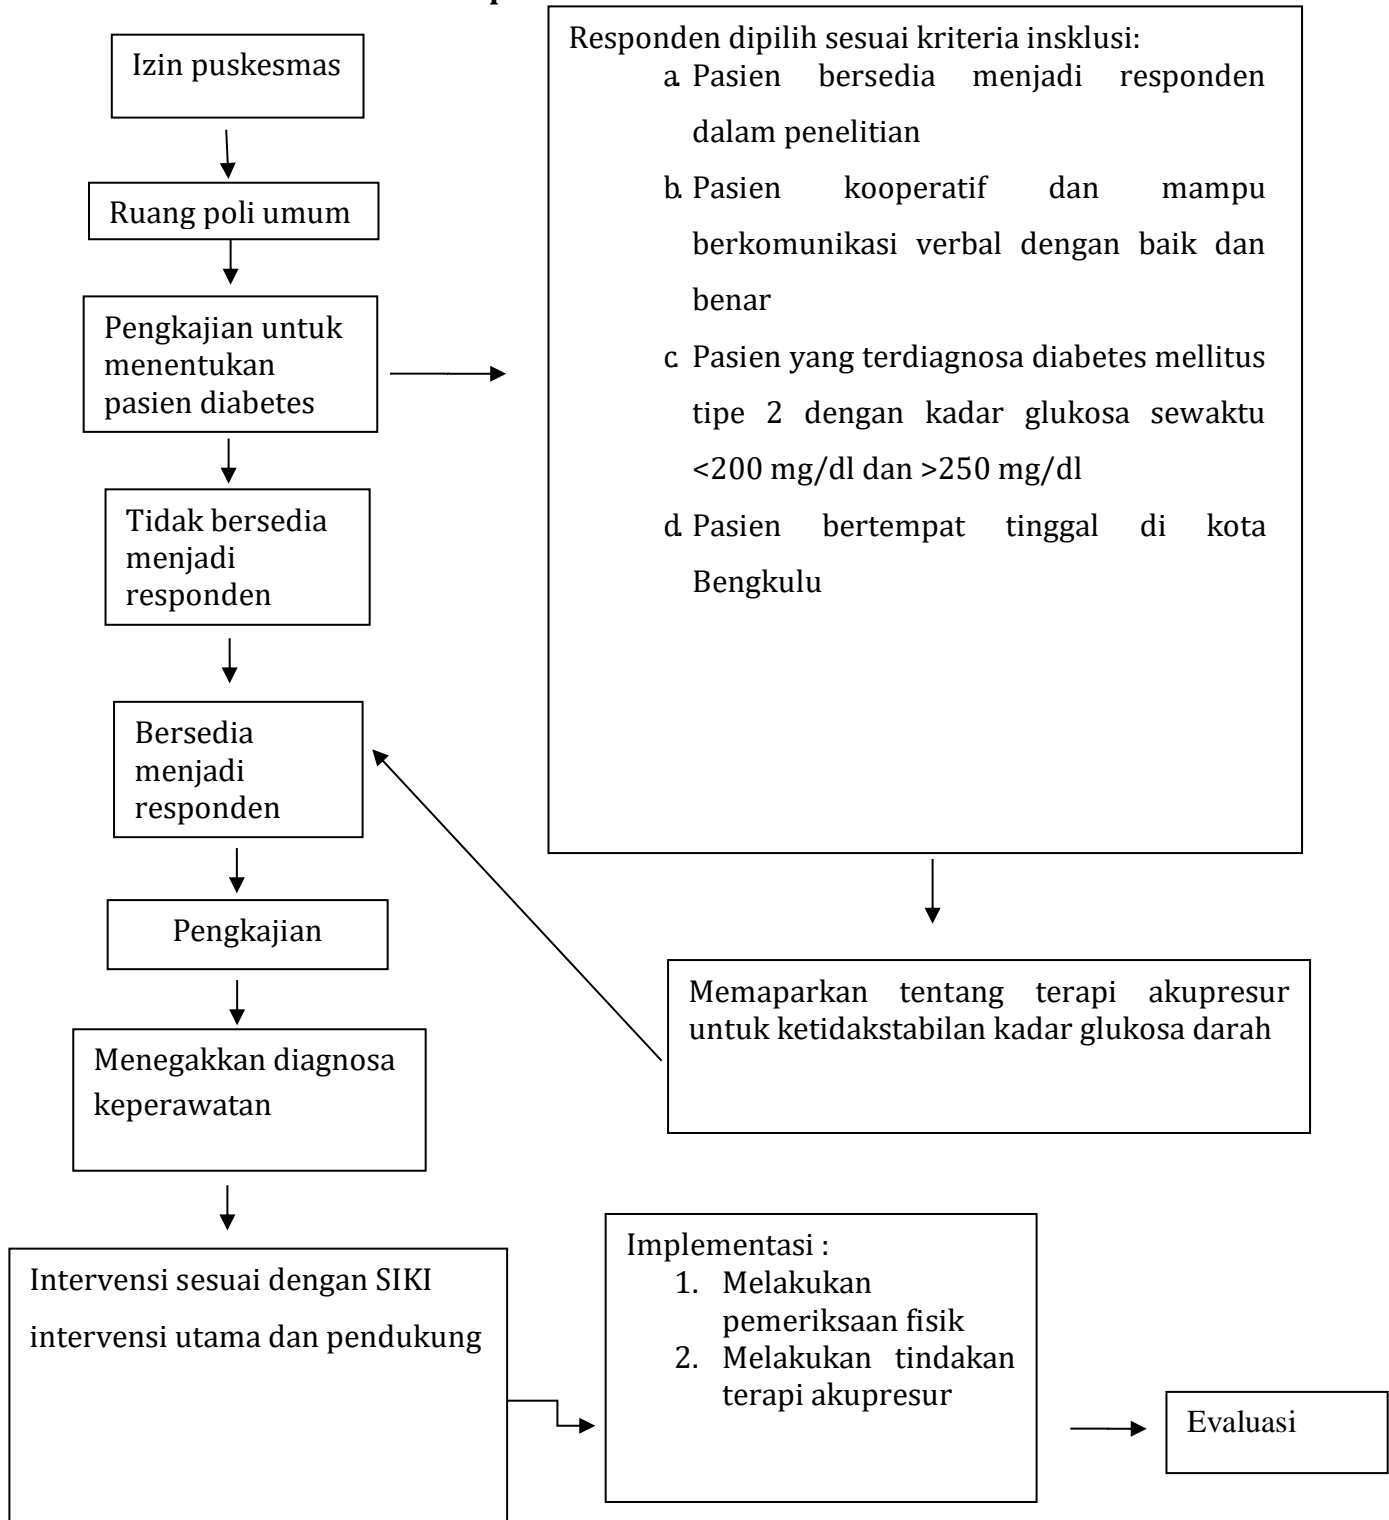 Izin puskesmas
Ruang poli umum
Pengkajian untuk
menentukan
pasien diabetes
Tidak bersedia
menjadi
responden
Bersedia
menjadi
responden
Pengkajian
Menegakkan diagnosa
keperawatan
Intervensi sesuai dengan SIKI
intervensi utama dan pendukung
Responden dipilih sesuai kriteria insklusi:
a. Pasien bersedia menjadi responden
dalam penelitian
b. Pasien kooperatif dan mampu
berkomunikasi verbal dengan baik dan
benar
c. Pasien yang terdiagnosa diabetes mellitus
tipe 2 dengan kadar glukosa sewaktu
<200 mg/dl dan >250 mg/dl
d. Pasien bertempat tinggal di kota
Bengkulu
Memaparkan tentang terapi akupresur
untuk ketidakstabilan kadar glukosa darah
Implementasi :
1. Melakukan
pemeriksaan fisik
2. Melakukan tindakan
terapi akupresur
Evaluasi